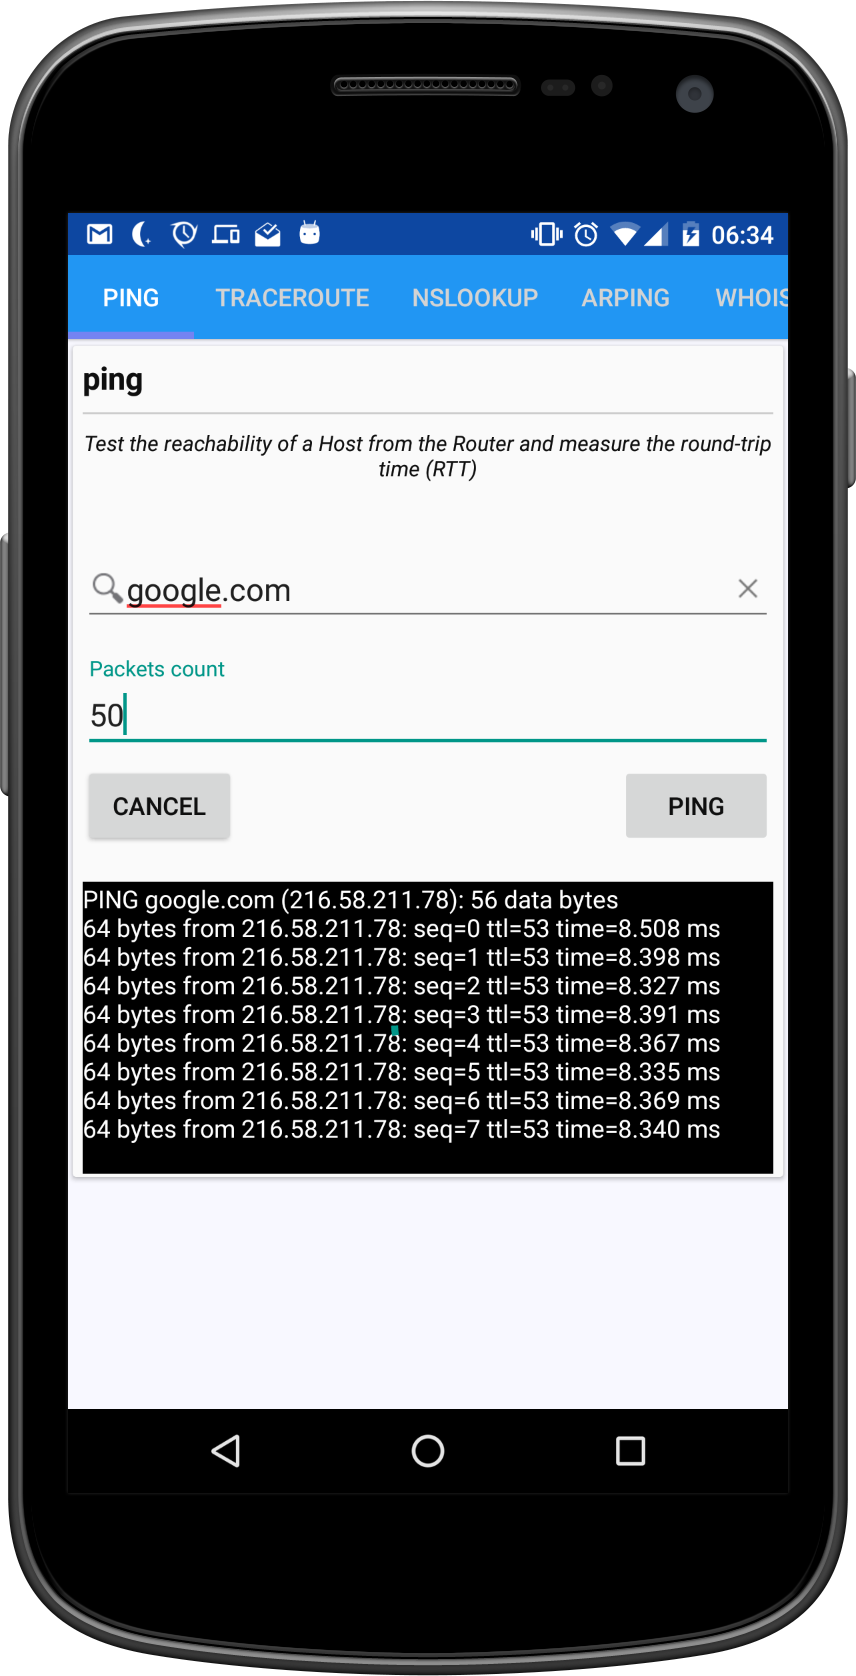 06:34
PING TRACEROUTE NSLOOKUP ARPING WHOIS
ping
Test the reachability of a Host from the Router and measure the round-trip
time (RTT)
google.com
Packets count
50
CANCEL PING
PING google.com (216.58.211.78): 56 data bytes
64 bytes from 216.58.211.78: seq=0 ttl=53 time=8.508 ms
64 bytes from 216.58.211.78: seq=1 ttl=53 time=8.398 ms
64 bytes from 216.58.211.78: seq=2 ttl=53 time=8.327 ms
64 bytes from 216.58.211.78: seq=3 ttl=53 time=8.391 ms
64 bytes from 216.58.211.78: seq=4 ttl=53 time=8.367 ms
64 bytes from 216.58.211.78: seq=5 ttl=53 time=8.335 ms
64 bytes from 216.58.211.78: seq=6 ttl=53 time=8.369 ms
64 bytes from 216.58.211.78: seq=7 ttl=53 time=8.340 ms